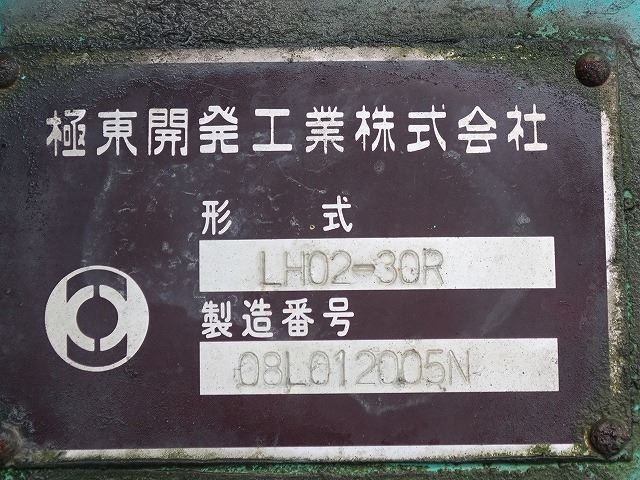 極東開発工業株式会社
形 式
LH02-30R
製造番号
08L012005N